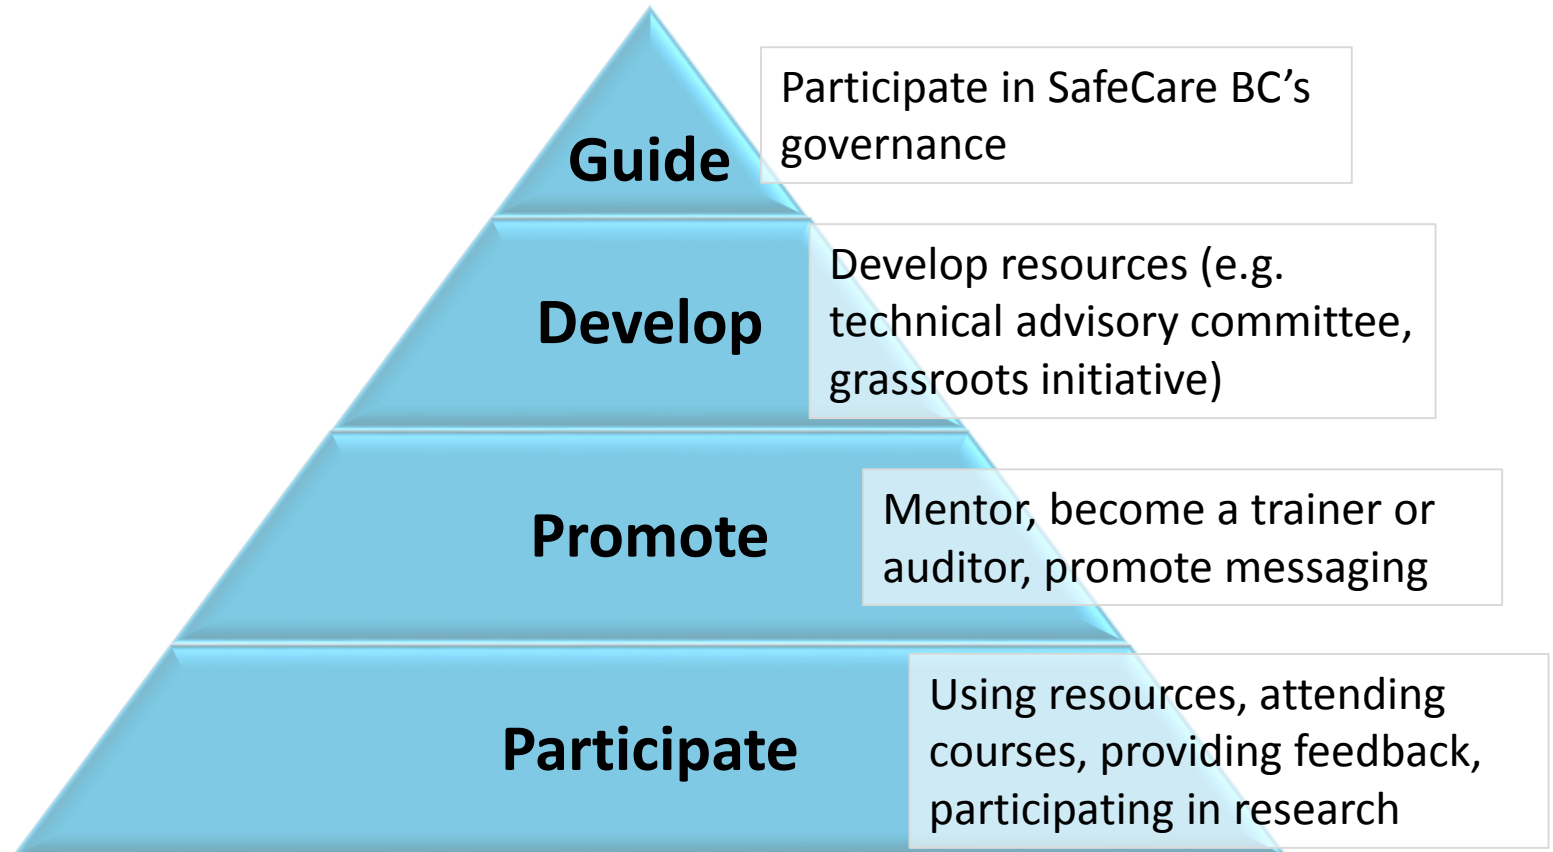 Guide
Participate in SafeCare BC’s
governance
Develop
Develop resources (e.g.
technical advisory committee,
grassroots initiative)
Promote
Mentor, become a trainer or
auditor, promote messaging
Participate
Using resources, attending
courses, providing feedback,
participating in research